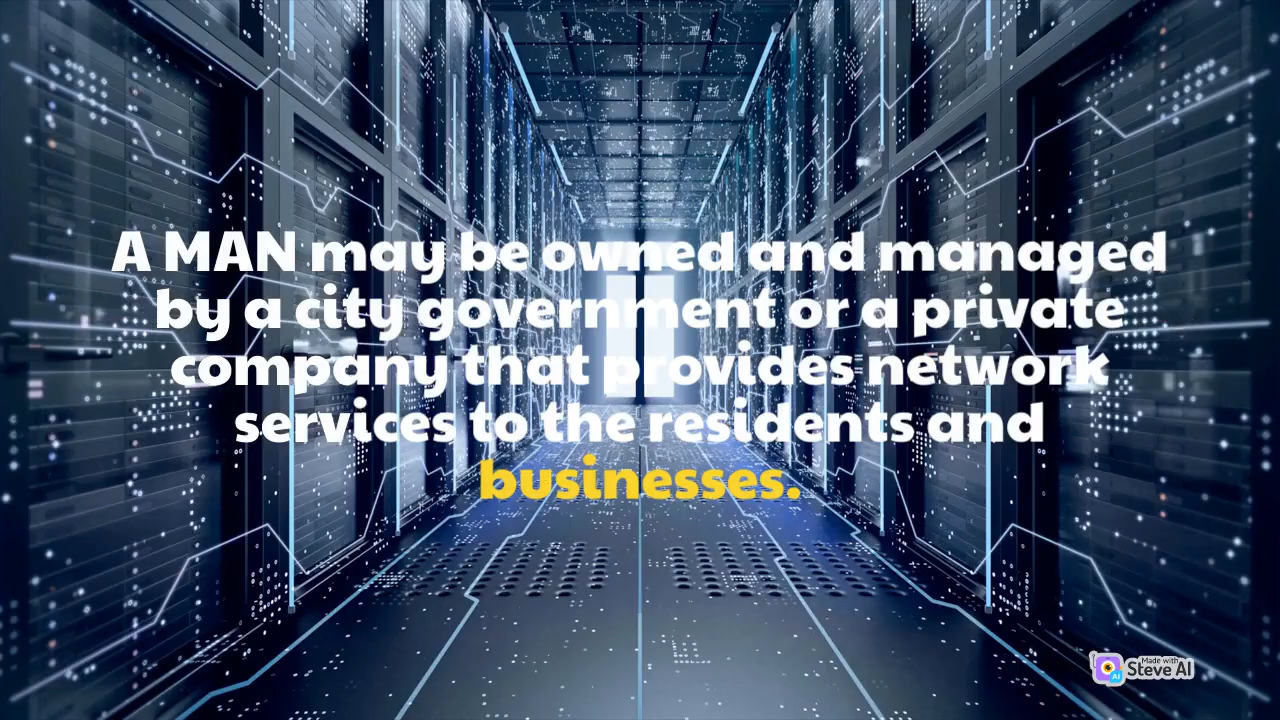 A MAN may be owned and managed
by a city government or a private
company that provides network
services to the residents and
businesses.
Made with
Steve AI
AI